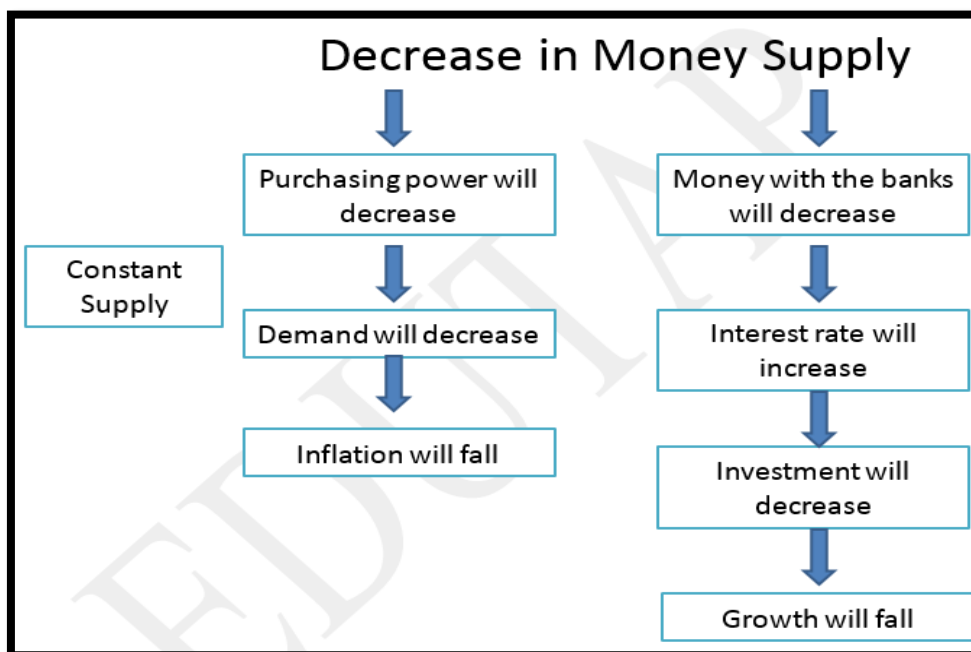 Decrease in Money Supply
Purchasing power will
decrease
Constant
Supply
Demand will decrease
Inflation will fall
Money with the banks
will decrease
Interest rate will
increase
Investment will
decrease
Growth will fall
EDUTAP